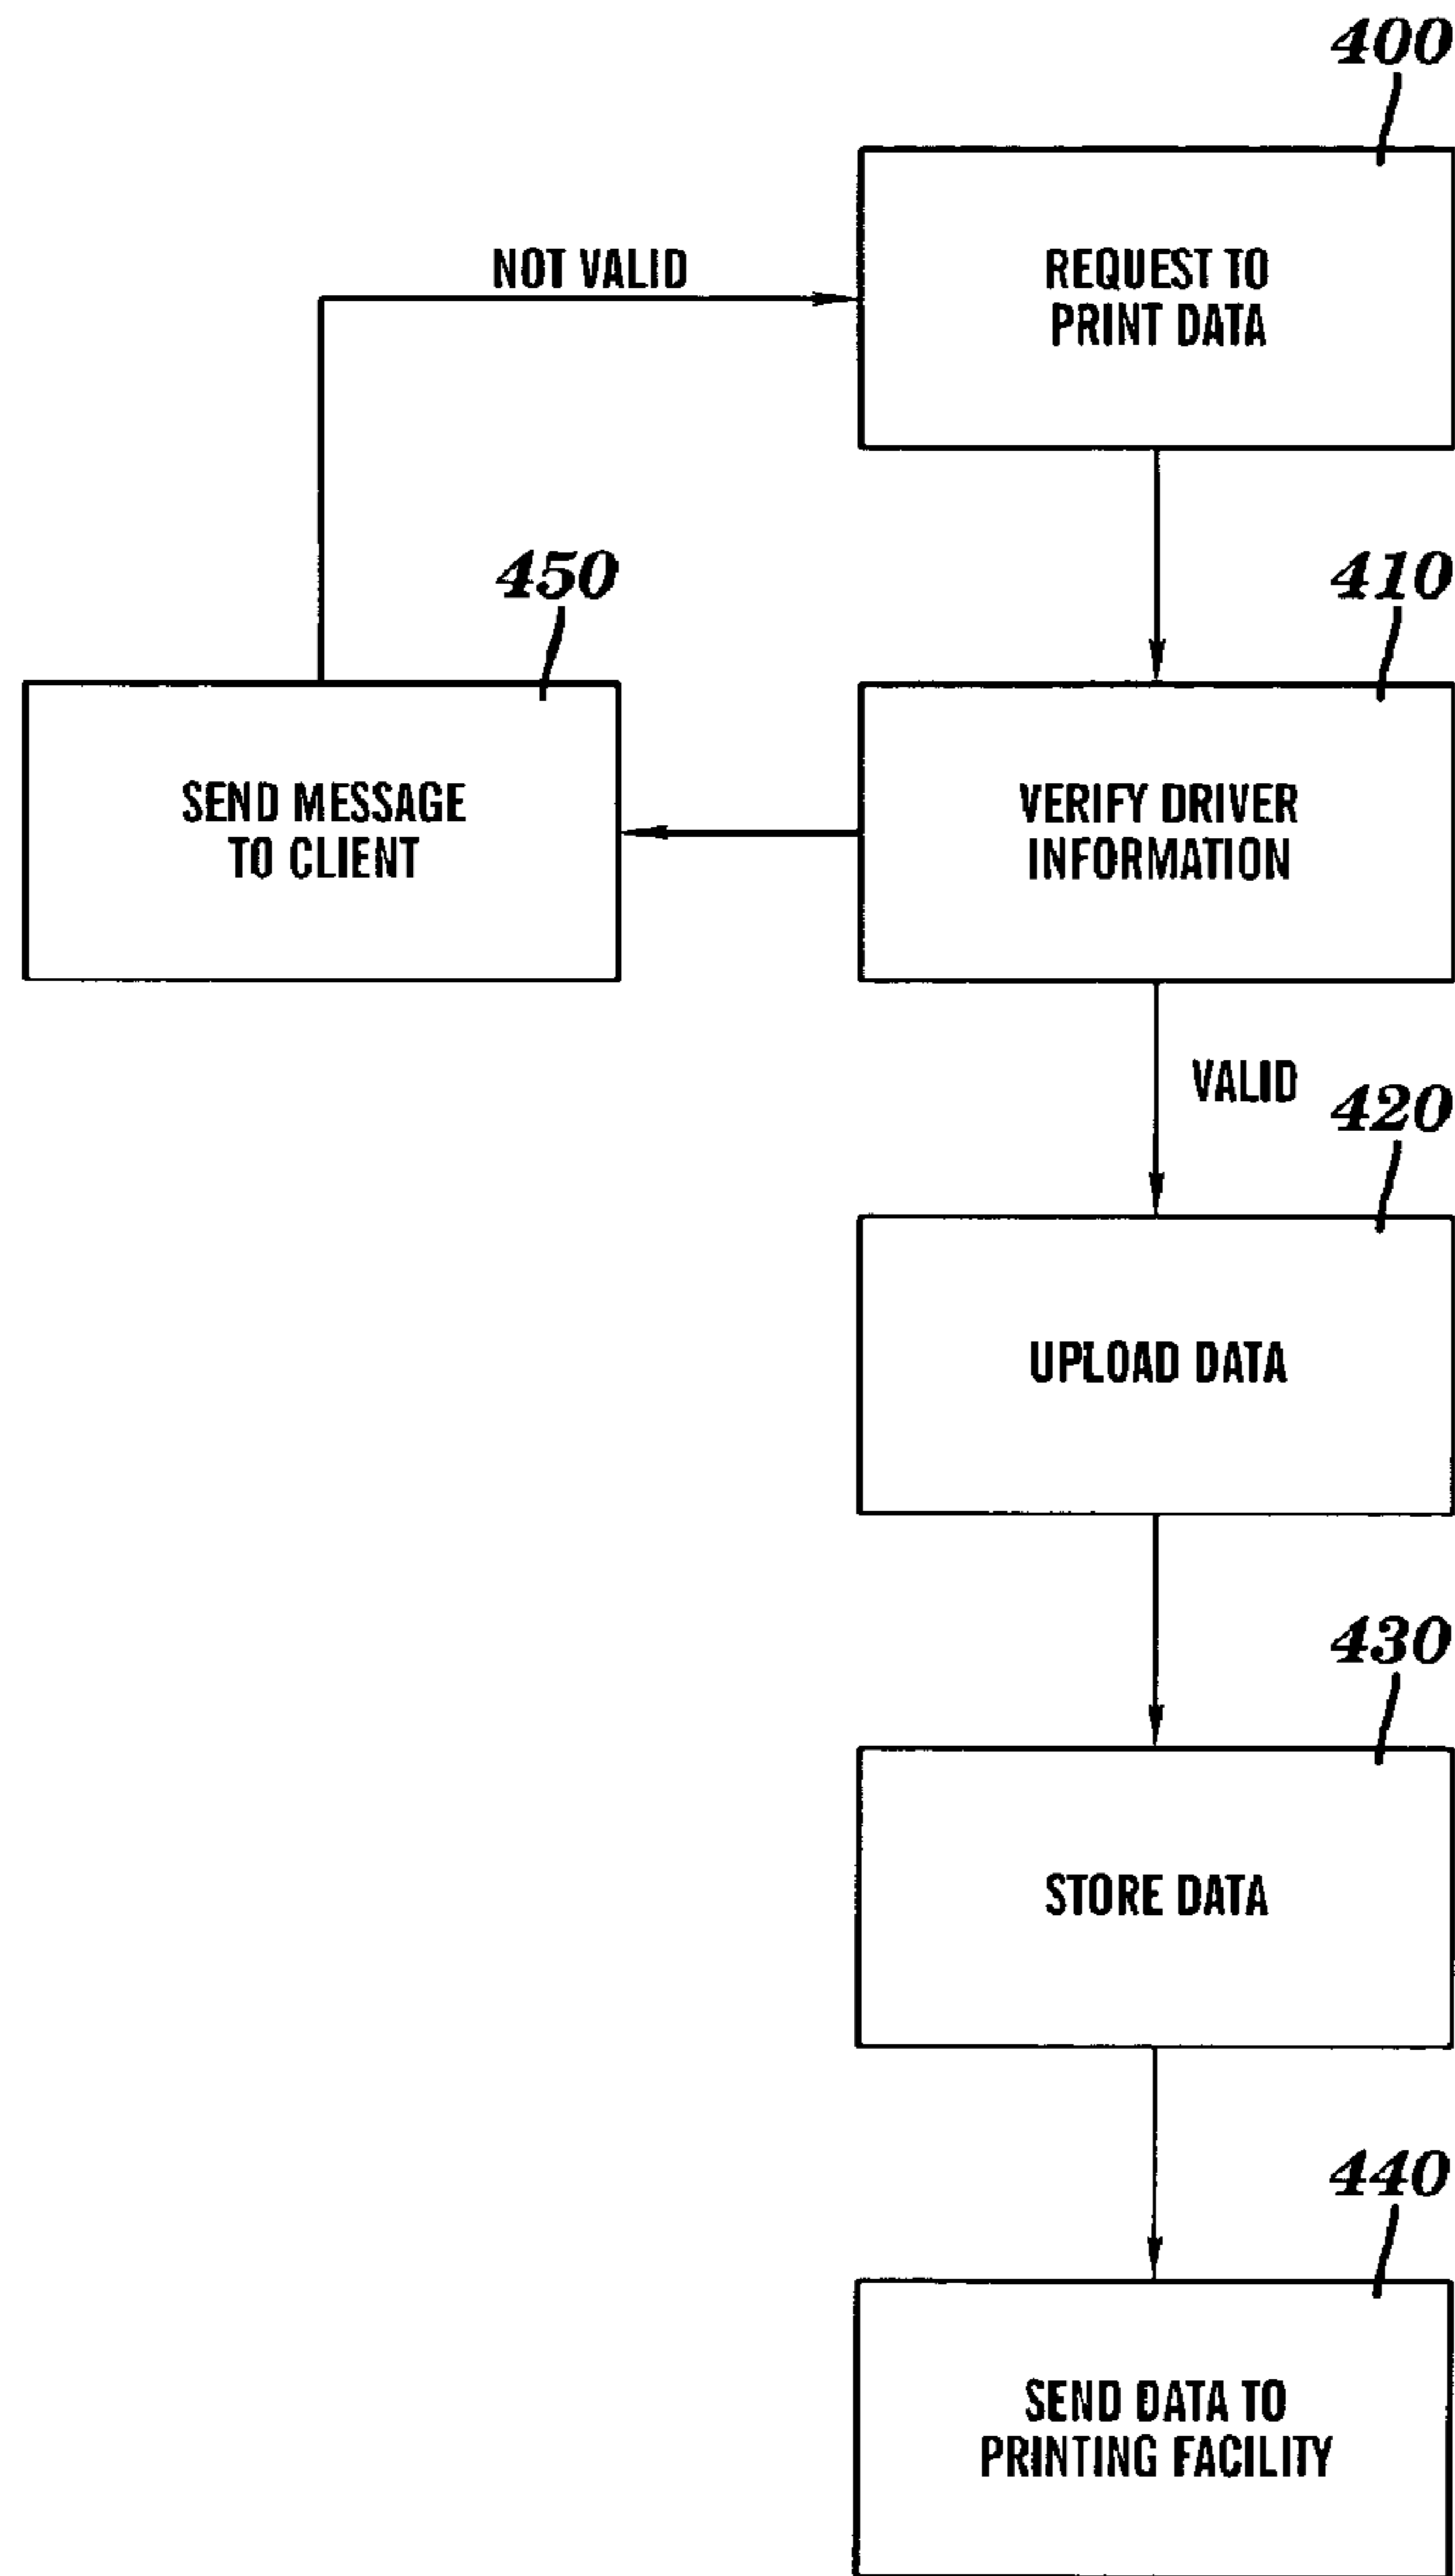 400
NOT VALID
REQUEST TO
PRINT DATA
450
410
SEND MESSAGE
TO CLIENT
VERIFY DRIVER
INFORMATION
VALID
420
UPLOAD DATA
430
STORE DATA
440
SEND DATA TO
PRINTING FACILITY